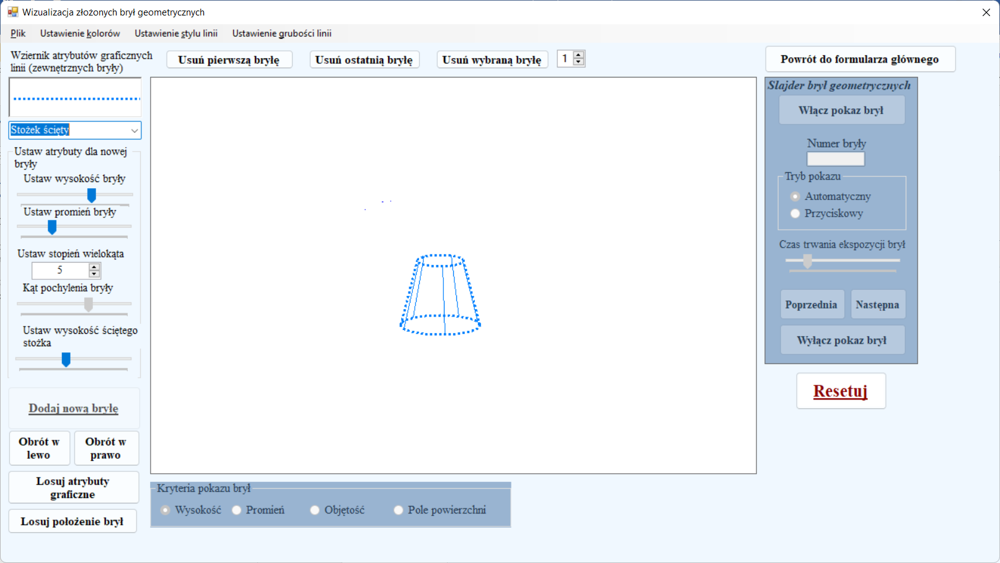 Wizualizacja złożonych brył geometrycznych
Plik Ustawienie kolorów Ustawienie stylu linii Ustawienie grubości linii
Wziernik atrybutów graficznych
linii (zewnętrznych bryły)
Usuń pierwszą bryłę
Usuń ostatnią bryłę
Usuń wybraną bryłę
1
Powrót do formularza głównego
Stożek ścięty
Ustaw atrybuty dla nowej
bryły
Ustaw wysokość bryły
Ustaw promień bryły
Ustaw stopień wielokąta
5
Kąt pochylenia bryły
Ustaw wysokość ściętego
stożka
Dodaj nową bryłę
Obrót w
lewo
Obrót w
prawo
Losuj atrybuty
graficzne
Losuj położenie brył
Kryteria pokazu brył
Wysokość
Promień
Objętość
Pole powierzchni
Slajder brył geometrycznych
Włącz pokaz brył
Numer bryły
Tryb pokazu
Automatyczny
Przyciskowy
Czas trwania ekspozycji brył
Poprzednia
Następna
Wyłącz pokaz brył
Resetuj